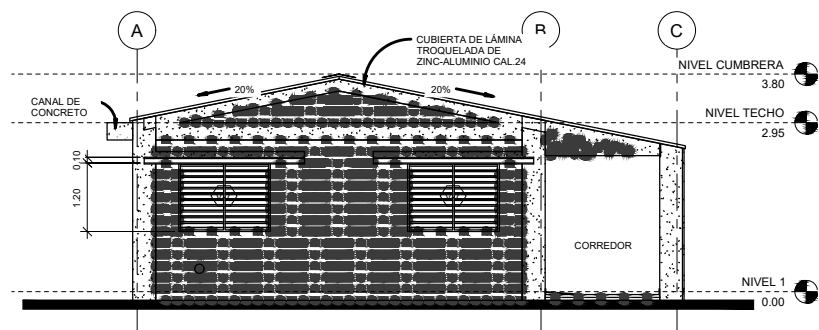 A
B
C
CUBIERTA DE LÁMINA
TROQUELADA DE
ZINC-ALUMINIO CAL.24
NIVEL CUMBRERA
3.80
20%
20%
CANAL DE
CONCRETO
NIVEL TECHO
2.95
0.10
1.20
CORREDOR
NIVEL 1
0.00